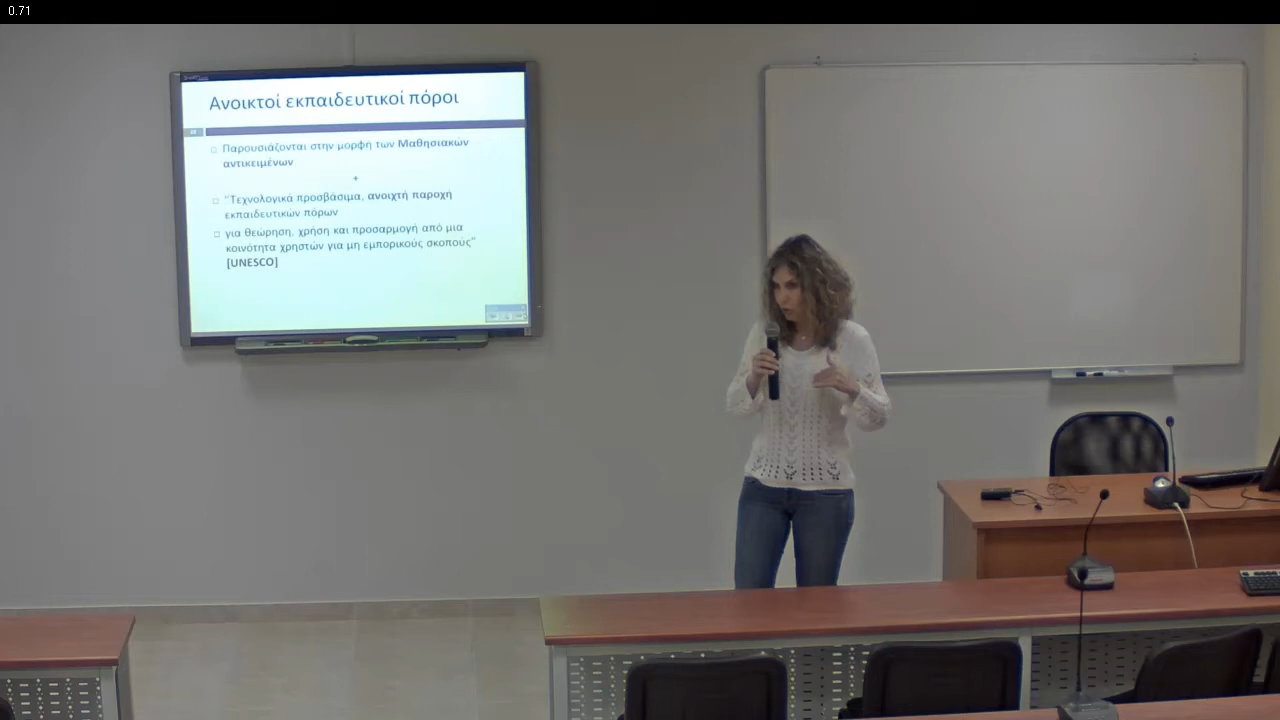 0.71
Ανοικτοί εκπαιδευτικοί πόροι
Παρουσιάζονται στην μορφή των Μαθησιακών
αντικειμένων
+
“Τεχνολογικά προσβάσιμα, ανοιχτή παροχή
εκπαιδευτικών πόρων
για θεώρηση, χρήση και προσαρμογή από μια
κοινότητα χρηστών για μη εμπορικούς σκοπούς”
[UNESCO]